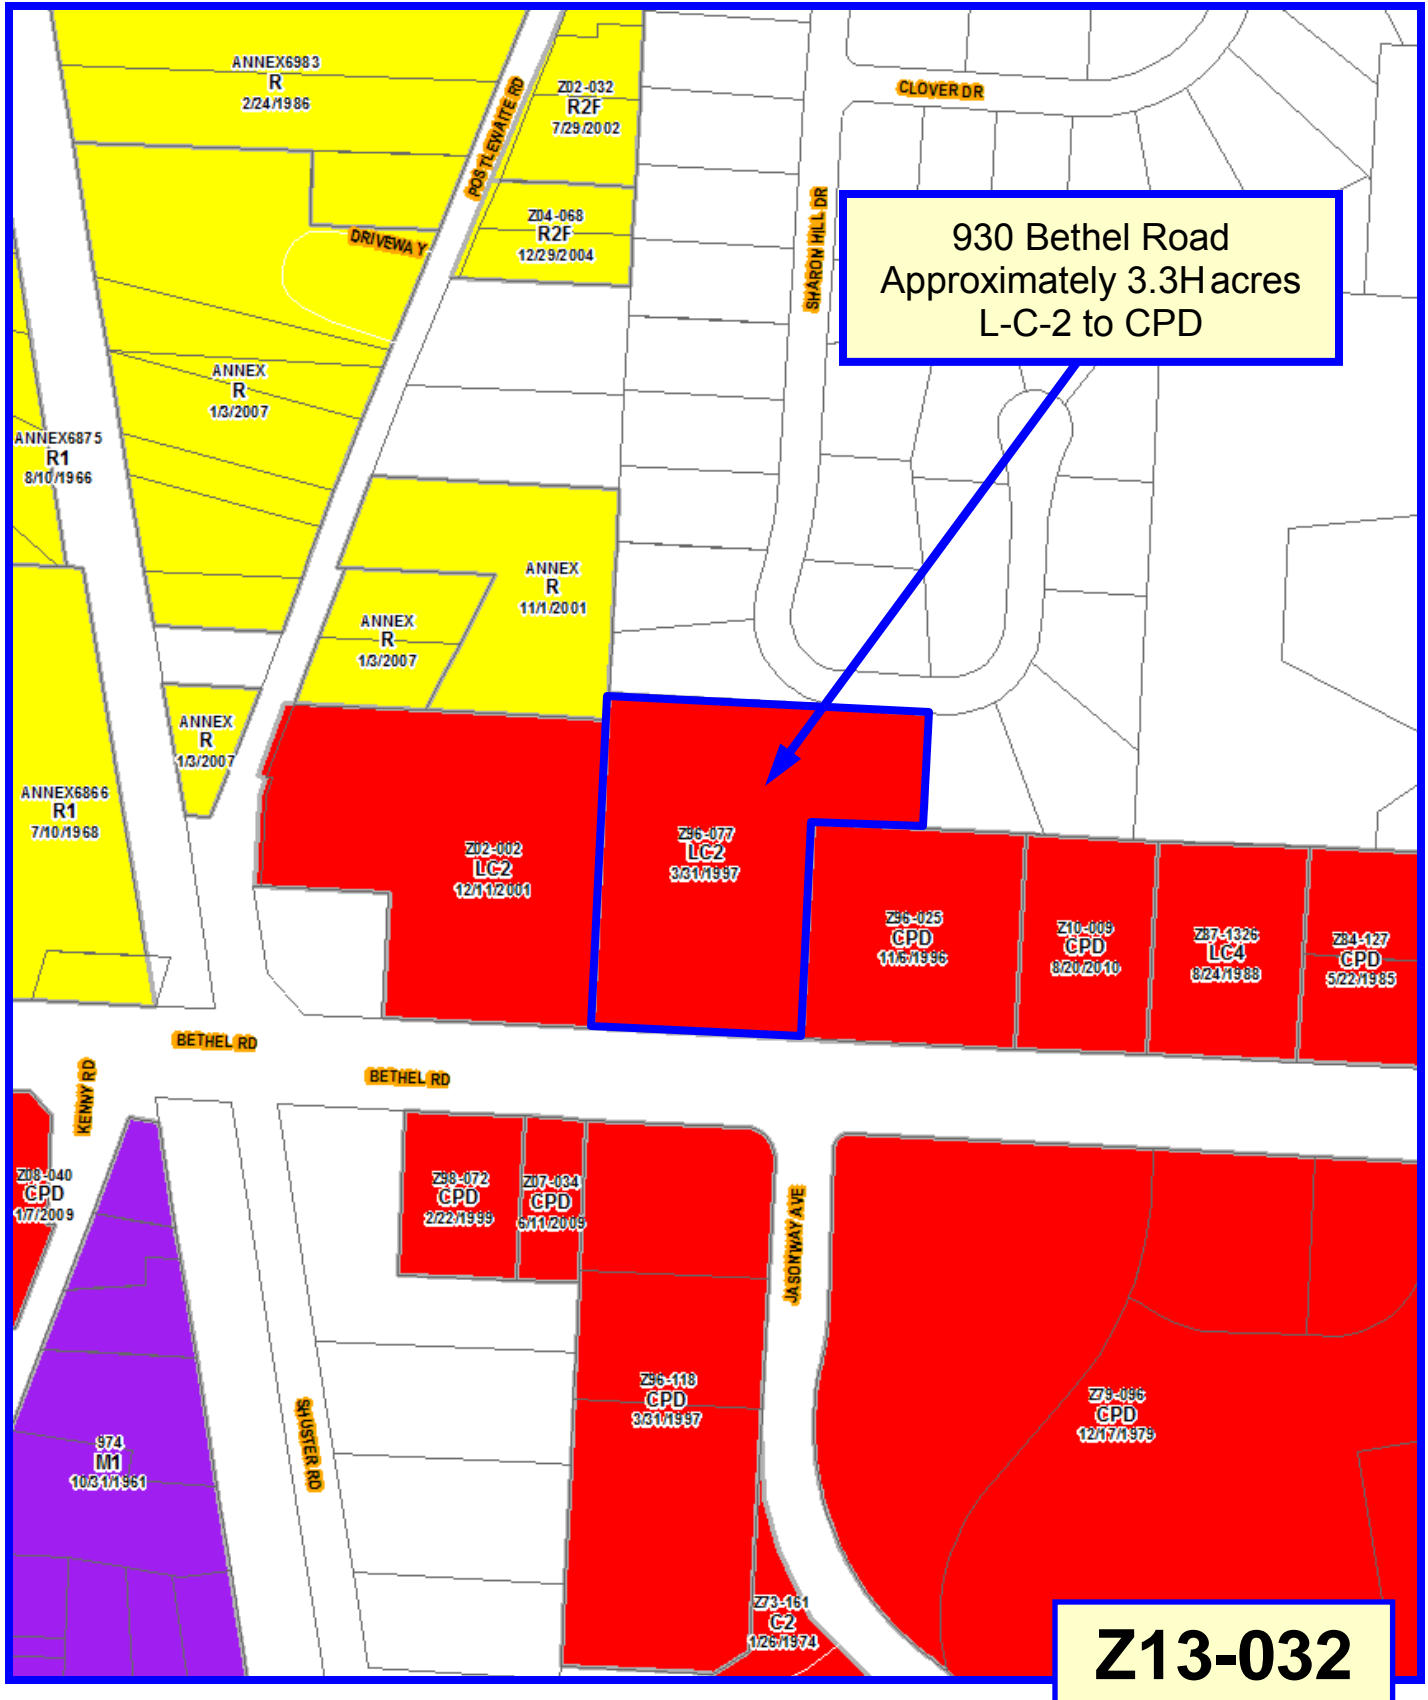 ANNEX6983
R
2/24/1986
POSTLEWAITE RD
Z02-032
R2F
7/29/2002
CLOVER DR
Z04-068
R2F
12/29/2004
DRIVEWAY
SHARON HILL DR
930 Bethel Road
Approximately 3.3H acres
L-C-2 to CPD
ANNEX
R
1/3/2007
ANNEX6875
R1
8/10/1966
ANNEX
R
11/1/2001
ANNEX
R
1/3/2007
ANNEX
R
1/3/2007
ANNEX6866
R1
7/10/1968
Z02-002
LC2
12/11/2001
Z96-077
LC2
3/31/1997
Z96-025
CPD
11/6/1996
Z10-009
CPD
8/20/2010
Z87-1326
LC4
8/24/1988
Z84-127
CPD
5/22/1985
BETHEL RD
BETHEL RD
KENNY RD
Z08-040
CPD
1/7/2009
Z98-072
CPD
2/22/1999
Z07-034
CPD
6/11/2009
JASONWAY AVE
Z96-118
CPD
3/31/1997
Z79-096
CPD
12/17/1979
SHUSTER RD
974
M1
10/31/1961
Z73-161
C2
1/26/1974
Z13-032